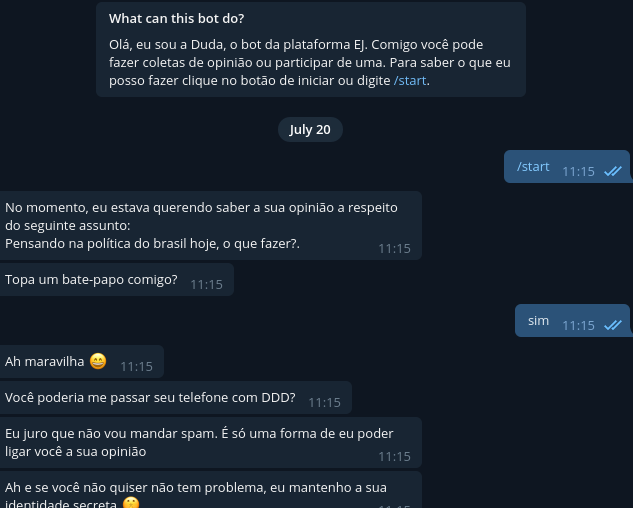 What can this bot do?
Olá, eu sou a Duda, o bot da plataforma EJ. Comigo você pode
fazer coletas de opinião ou participar de uma. Para saber o que eu
posso fazer clique no botão de iniciar ou digite /start.
July 20
/start 11:15
No momento, eu estava querendo saber a sua opinião a respeito
do seguinte assunto:
Pensando na política do brasil hoje, o que fazer?.
11:15
Topa um bate-papo comigo? 11:15
sim 11:15
Ah maravilha 😊 11:15
Você poderia me passar seu telefone com DDD? 11:15
Eu juro que não vou mandar spam. É só uma forma de eu poder
ligar você a sua opinião 11:15
Ah e se você não quiser não tem problema, eu mantenho a sua
identidade secreta 🤫 11:15